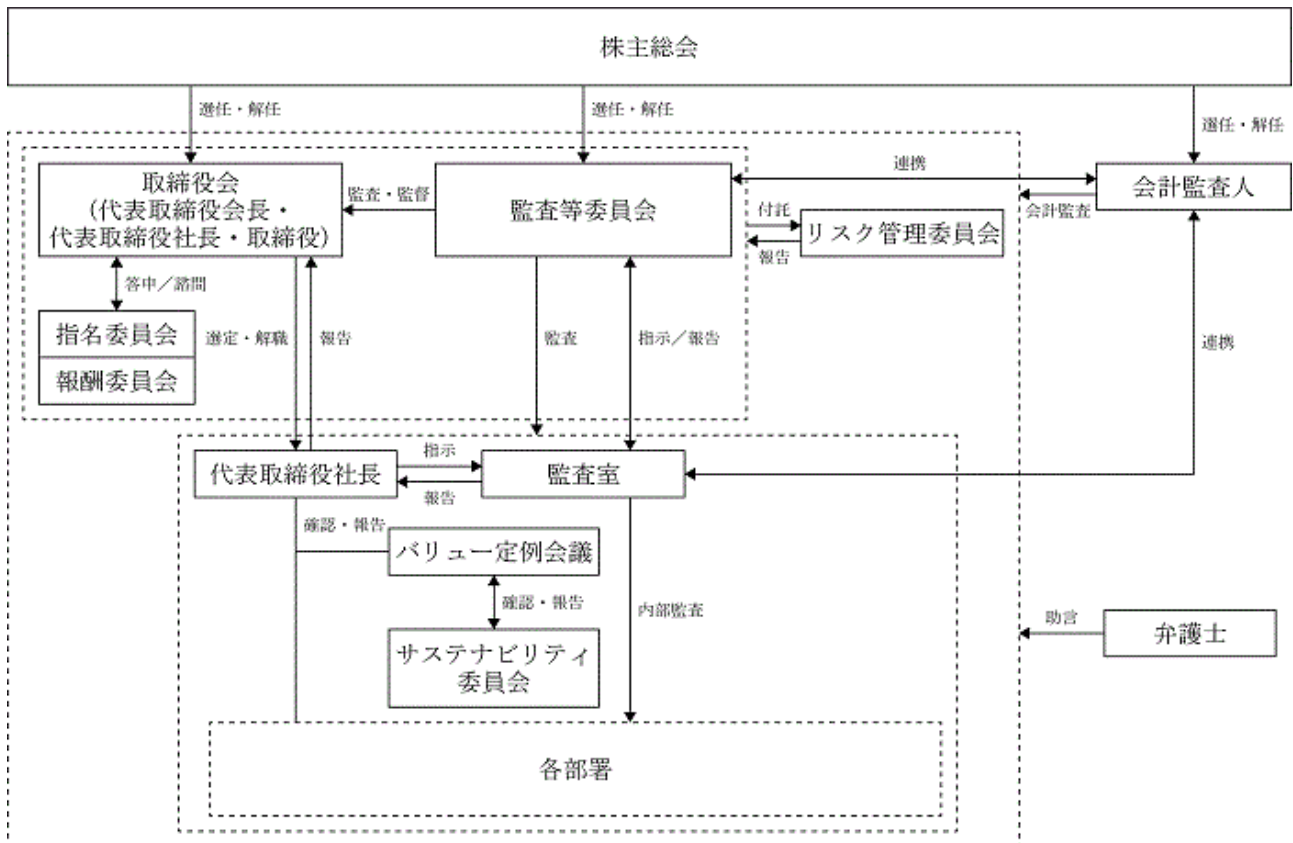 株主総会
選任・解任
選任・解任
選任・解任
取締役会
（代表取締役会長・
代表取締役社長・取締役）
監査・監督
監査等委員会
連携
会計監査人
会計監査
付託
報告
リスク管理委員会
答申／諮問
指名委員会
報酬委員会
選定・解職
報告
監査
指示／報告
連携
代表取締役社長
指示
報告
監査室
確認・報告
バリュー定例会議
確認・報告
サステナビリティ
委員会
内部監査
助言
弁護士
各部署